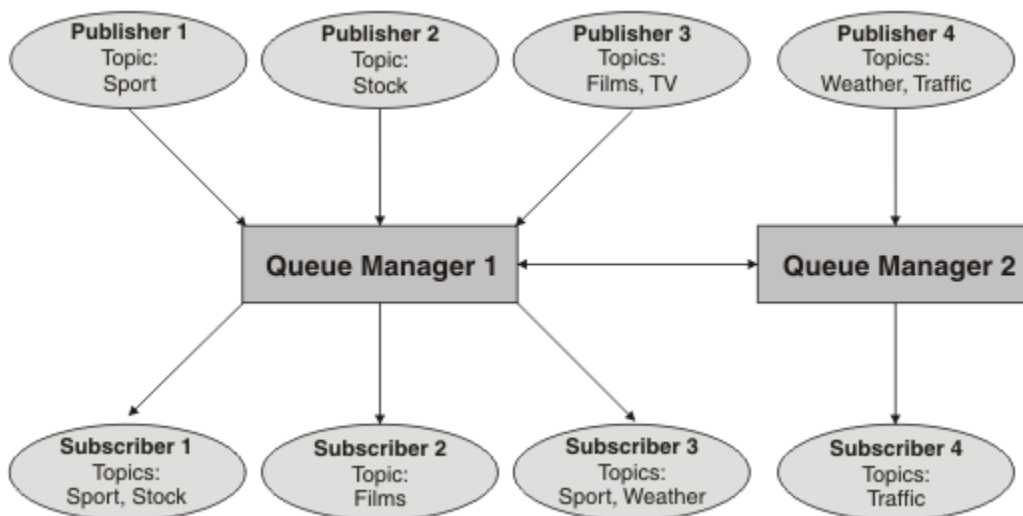 Publisher 1
Topic:
Sport
Publisher 2
Topic:
Stock
Publisher 3
Topics:
Films, TV
Publisher 4
Topics:
Weather, Traffic
Queue Manager 1
Queue Manager 2
Subscriber 1
Topics:
Sport, Stock
Subscriber 2
Topic:
Films
Subscriber 3
Topics:
Sport, Weather
Subscriber 4
Topics:
Traffic